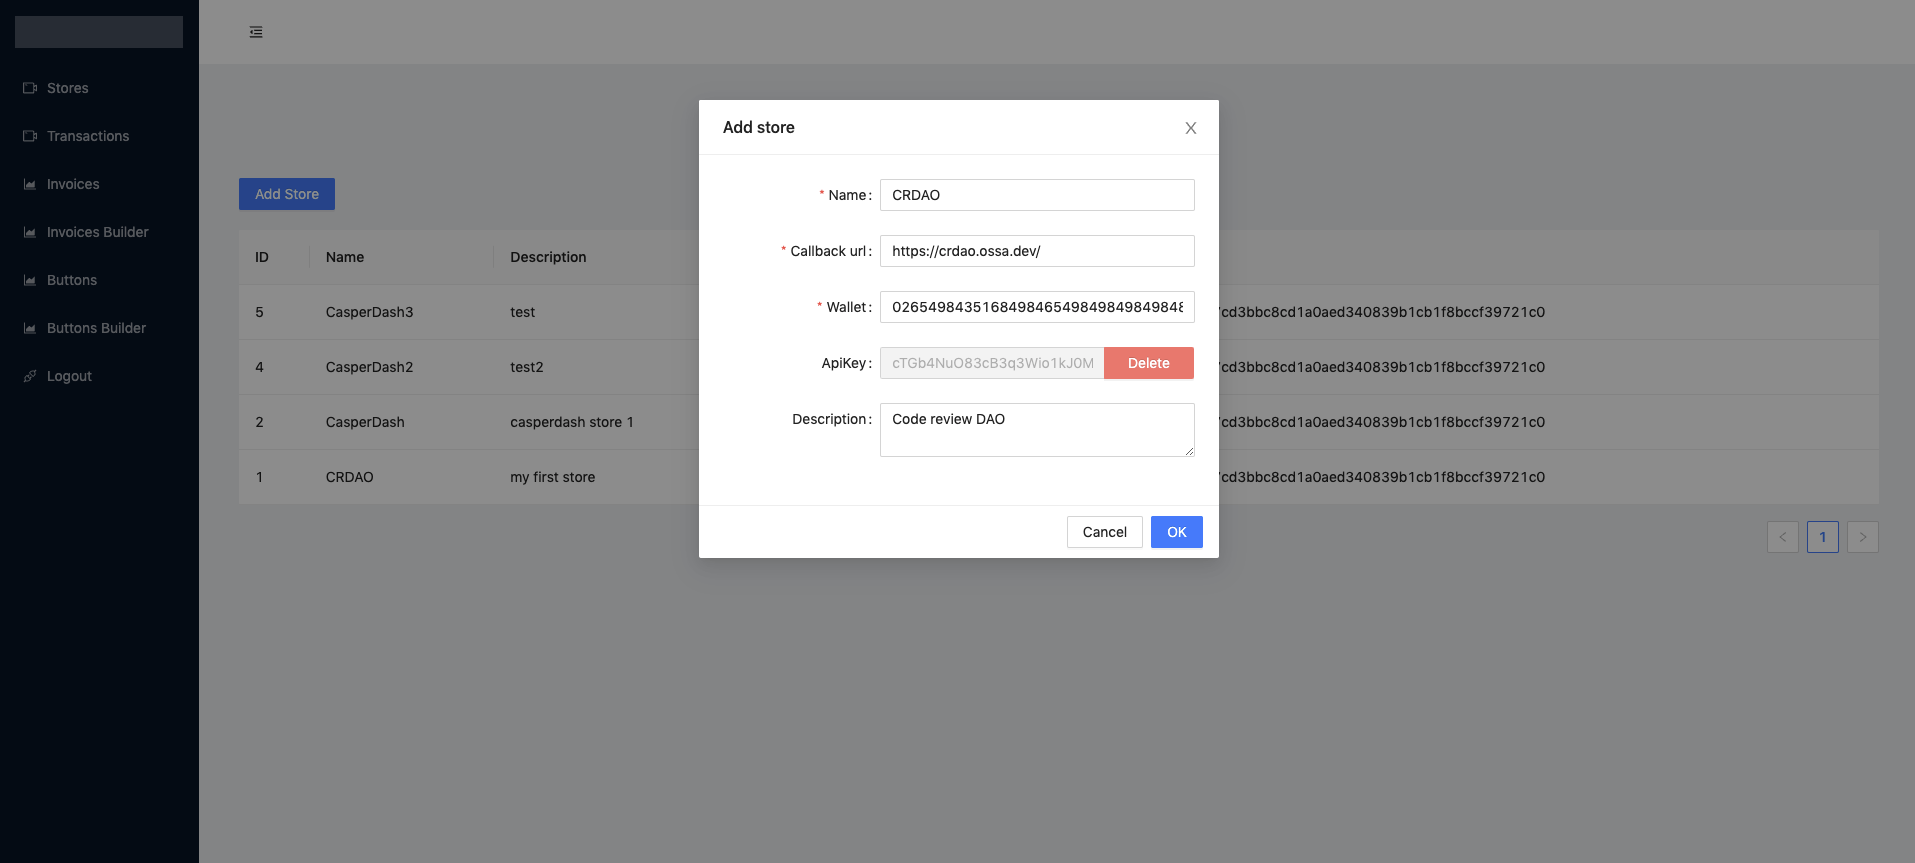 Stores
Transactions
Invoices
Invoices Builder
Buttons
Buttons Builder
Logout
Add Store
ID Name Description
5 CasperDash3 test cd3bbc8cd1a0aed340839b1cb1f8bccf39721c0
4 CasperDash2 test2 cd3bbc8cd1a0aed340839b1cb1f8bccf39721c0
2 CasperDash casperdash store 1 cd3bbc8cd1a0aed340839b1cb1f8bccf39721c0
1 CRDAO my first store cd3bbc8cd1a0aed340839b1cb1f8bccf39721c0
< 1 >
Add store
* Name: CRDAO
* Callback url: https://crdao.ossa.dev/
* Wallet: 0265498435168498465498498498498
ApiKey: cTGb4NuO83cB3q3Wio1kJ0M Delete
Description: Code review DAO
Cancel OK